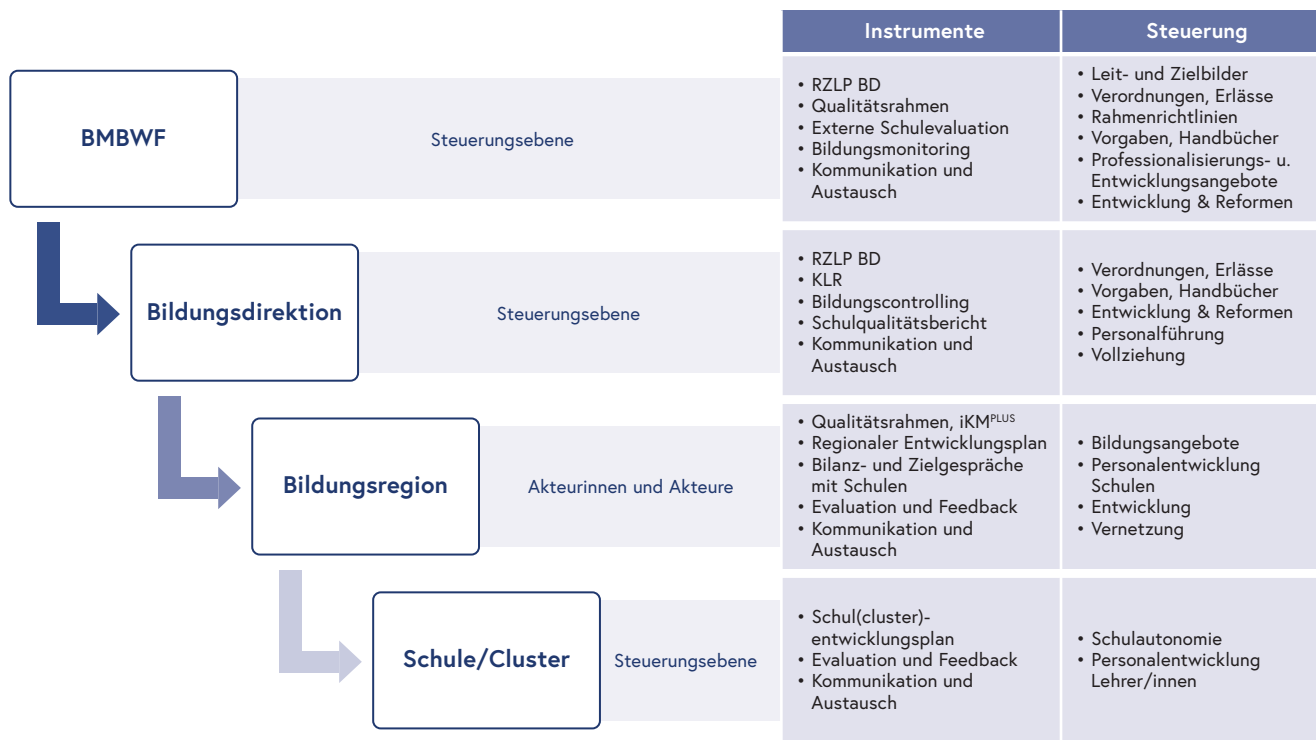 Instrumente
Steuerung
BMBWF
Steuerungsebene
• RZLP BD
• Qualitätsrahmen
• Externe Schulevaluation
• Bildungsmonitoring
• Kommunikation und
Austausch
• Leit- und Zielbilder
• Verordnungen, Erlässe
• Rahmenrichtlinien
• Vorgaben, Handbücher
• Professionalisierungs- u.
Entwicklungsangebote
• Entwicklung & Reformen
Bildungsdirektion
Steuerungsebene
• RZLP BD
• KLR
• Bildungscontrolling
• Schulqualitätsbericht
• Kommunikation und
Austausch
• Verordnungen, Erlässe
• Vorgaben, Handbücher
• Entwicklung & Reformen
• Personalführung
• Vollziehung
Bildungsregion
Akteurinnen und Akteure
• Qualitätsrahmen, iKMPLUS
• Regionaler Entwicklungsplan
• Bilanz- und Zielgespräche
mit Schulen
• Evaluation und Feedback
• Kommunikation und
Austausch
• Bildungsangebote
• Personalentwicklung
Schulen
• Entwicklung
• Vernetzung
Schule/Cluster
Steuerungsebene
• Schul(cluster)-
entwicklungsplan
• Evaluation und Feedback
• Kommunikation und
Austausch
• Schulautonomie
• Personalentwicklung
Lehrer/innen